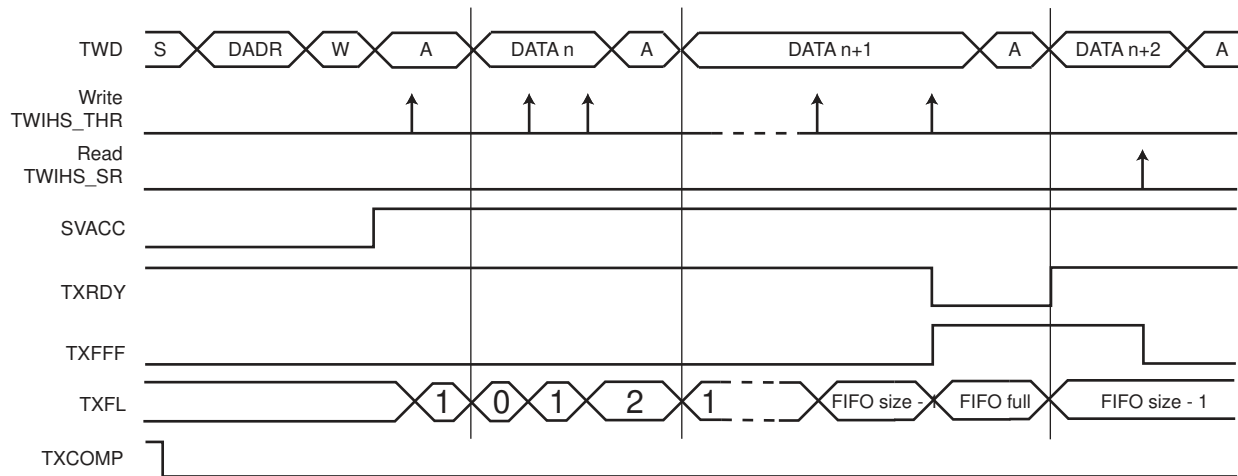 TWD S DADR W A DATA n A DATA n+1 A DATA n+2 A
Write
TWIHS_THR
Read
TWIHS_SR
SVACC
TXRDY
TXFFF
TXFL 1 0 1 2 1 FIFO size - 1 FIFO full FIFO size - 1
TXCOMP